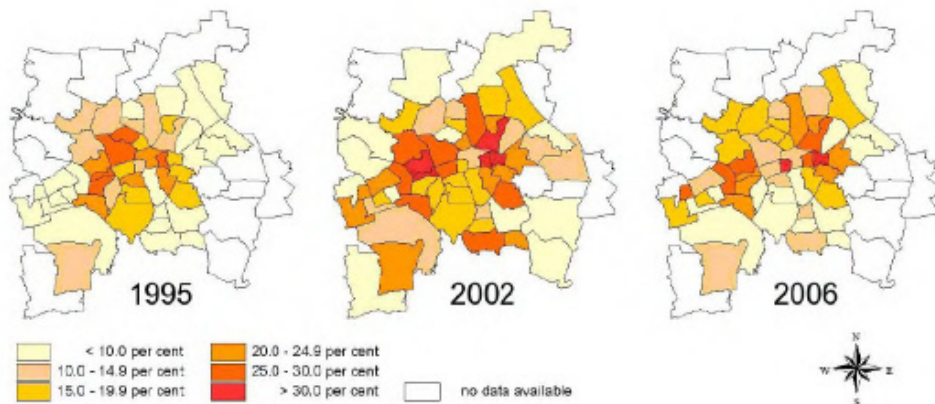 1995
2002
2006
< 10.0 per cent
10.0 - 14.9 per cent
15.0 - 19.9 per cent
20.0 - 24.9 per cent
25.0 - 30.0 per cent
> 30.0 per cent
no data available
N
W
E
S